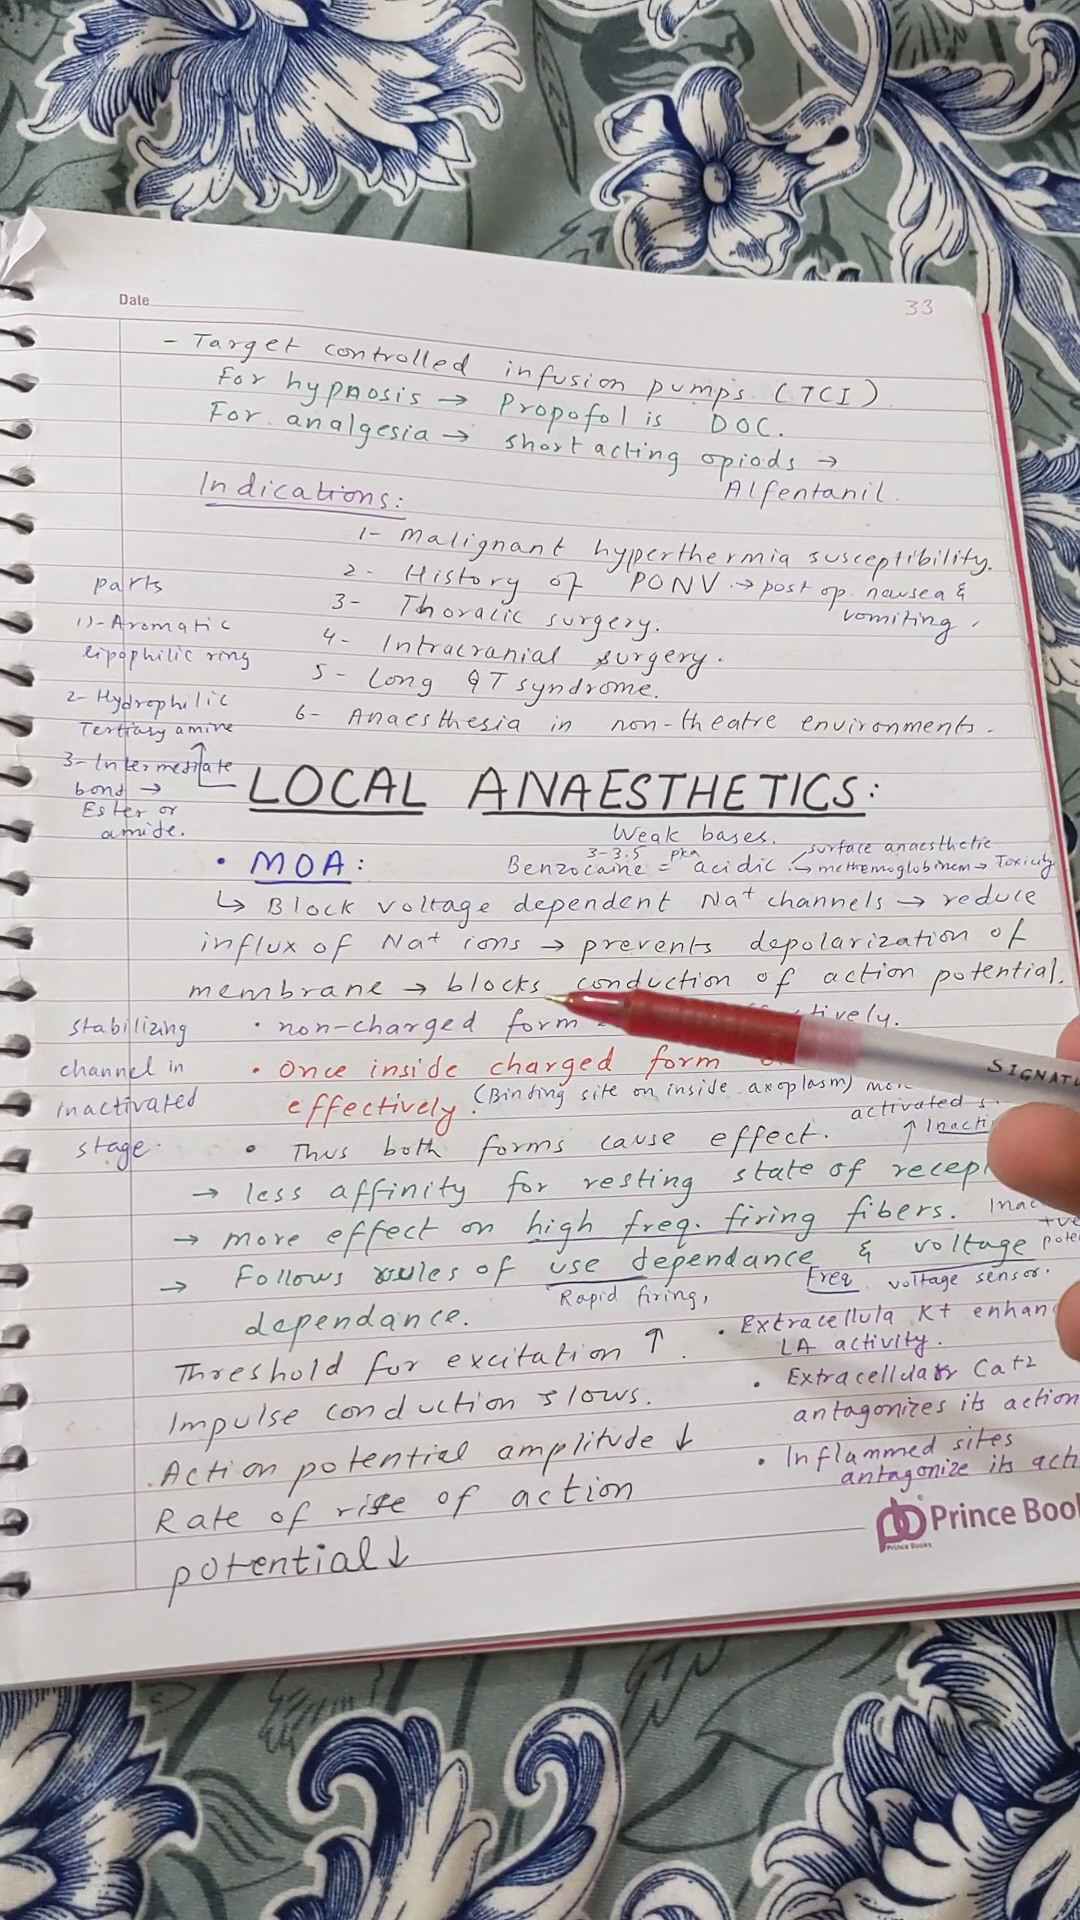 Date
33
- Target controlled infusion pumps (TCI)
For hypnosis → Propofol is DOC.
For analgesia → short acting opiods →
Alfentanil.
Indications:
1- Malignant hyperthermia susceptibility.
2- History of PONV → post op. nausea &
vomiting,
3- Thoracic surgery.
4- Intracranial surgery.
5- Long QT syndrome.
6- Anaesthesia in non-theatre environments.
parts
1)- Aromatic
lipophilic ring
2- Hydrophilic
Tertiary amine
3- Intermediate
bond →
Ester or
amide.
LOCAL ANAESTHETICS:
Weak bases.
3-3.5 pka
Benzocaine = acidic
surface anaesthetic
→ methemoglobinem → Toxicity
• MOA:
↳ Block voltage dependent Na+ channels → reduce
influx of Na+ ions → prevents depolarization of
membrane → blocks conduction of action potential.
stabilizing
channel in
inactivated
stage.
• non-charged form
• Once inside charged form
effectively. (Binding site on inside axoplasm)
activated
↑
• Thus both forms cause effect.
→ less affinity for resting state of
→ more effect on high freq. firing fibers.
→ Follows rules of use dependance & voltage
Rapid firing,
Freq voltage sensor.
dependance.
Threshold for excitation ↑.
Impulse conduction slows.
Action potential amplitude ↓
Rate of rise of action
potential ↓
• Extracellula K+
LA activity.
• Extracellular Ca+2
antagonizes its action
• Inflammed sites
antagonize its
Prince Books
Prince
SIGNAT